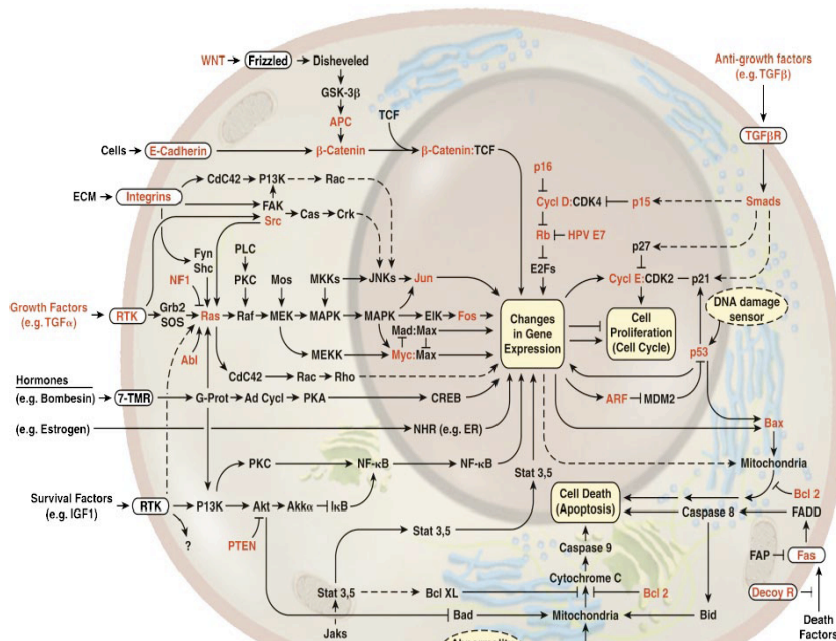 WNT
Frizzled
Disheveled
GSK-3β
APC
TCF
Cells
E-Cadherin
β-Catenin
β-Catenin:TCF
Anti-growth factors
(e.g. TGFβ)
TGFβR
Smads
p16
Cycl D:CDK4
p15
Rb
HPV E7
E2Fs
p27
Cycl E:CDK2
p21
ECM
Integrins
CdC42
P13K
Rac
FAK
Src
Cas
Crk
Fyn
Shc
NF1
PLC
PKC
Mos
MKKs
JNKs
Jun
Growth Factors
(e.g. TGFα)
RTK
Grb2
SOS
Ras
Raf
MEK
MAPK
MAPK
ElK
Fos
Mad:Max
Myc:Max
MEKK
Abl
CdC42
Rac
Rho
Changes
in Gene
Expression
Cell
Proliferation
(Cell Cycle)
DNA damage
sensor
p53
ARF
MDM2
Bax
Hormones
(e.g. Bombesin)
7-TMR
G-Prot
Ad Cycl
PKA
CREB
(e.g. Estrogen)
NHR (e.g. ER)
PKC
NF-κB
NF-κB
Stat 3,5
Mitochondria
Bcl 2
Survival Factors
(e.g. IGF1)
RTK
P13K
Akt
Akkα
IκB
?
PTEN
Cell Death
(Apoptosis)
Caspase 8
FADD
Stat 3,5
Caspase 9
FAP
Fas
Cytochrome C
Stat 3,5
Bcl XL
Bcl 2
Decoy R
Bad
Mitochondria
Bid
Death
Factors
Jaks